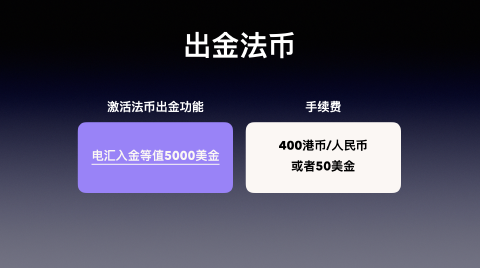 出金法币
激活法币出金功能
手续费
电汇入金等值5000美金
400港币/人民币
或者50美金